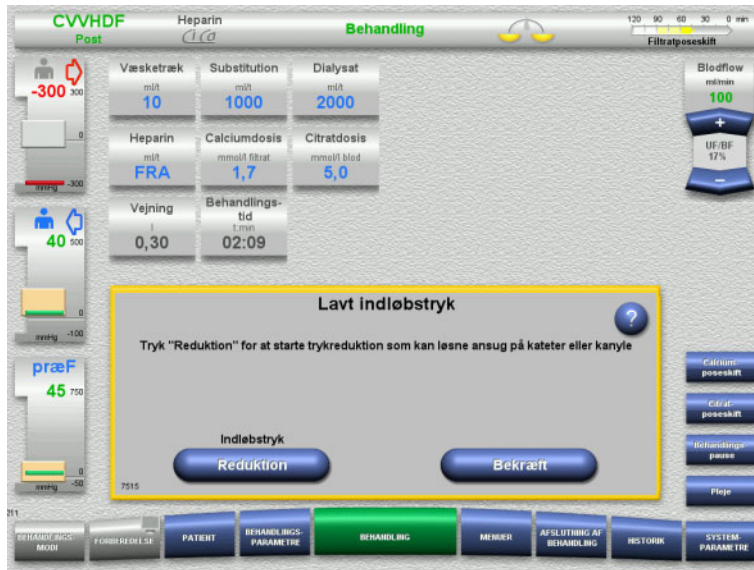 CVVHDF
Post
Heparin
CiCa
Behandling
120 90 60 30 0 min
Filtratposeskift
-300 300
0
mmHg -300
40 500
0
mmHg -100
præF
45 750
0
mmHg -50
Væsketræk
ml/t
10
Substitution
ml/t
1000
Dialysat
ml/t
2000
Heparin
ml/t
FRA
Calciumdosis
mmol/l filtrat
1,7
Citratdosis
mmol/l blod
5,0
Vejning
l
0,30
Behandlings-
tid
t:min
02:09
Blodflow
ml/min
100
+
UF/BF
17%
−
Lavt indløbstryk
?
Tryk "Reduktion" for at starte trykreduktion som kan løsne ansug på kateter eller kanyle
Indløbstryk
Reduktion
Bekræft
7515
Calcium-
poseskift
Citrat-
poseskift
Behandlings-
pause
Pleje
211
BEHANDLINGS-
MODI
FORBEREDELSE
PATIENT
BEHANDLINGS-
PARAMETRE
BEHANDLING
MENUER
AFSLUTNING AF
BEHANDLING
HISTORIK
SYSTEM-
PARAMETRE